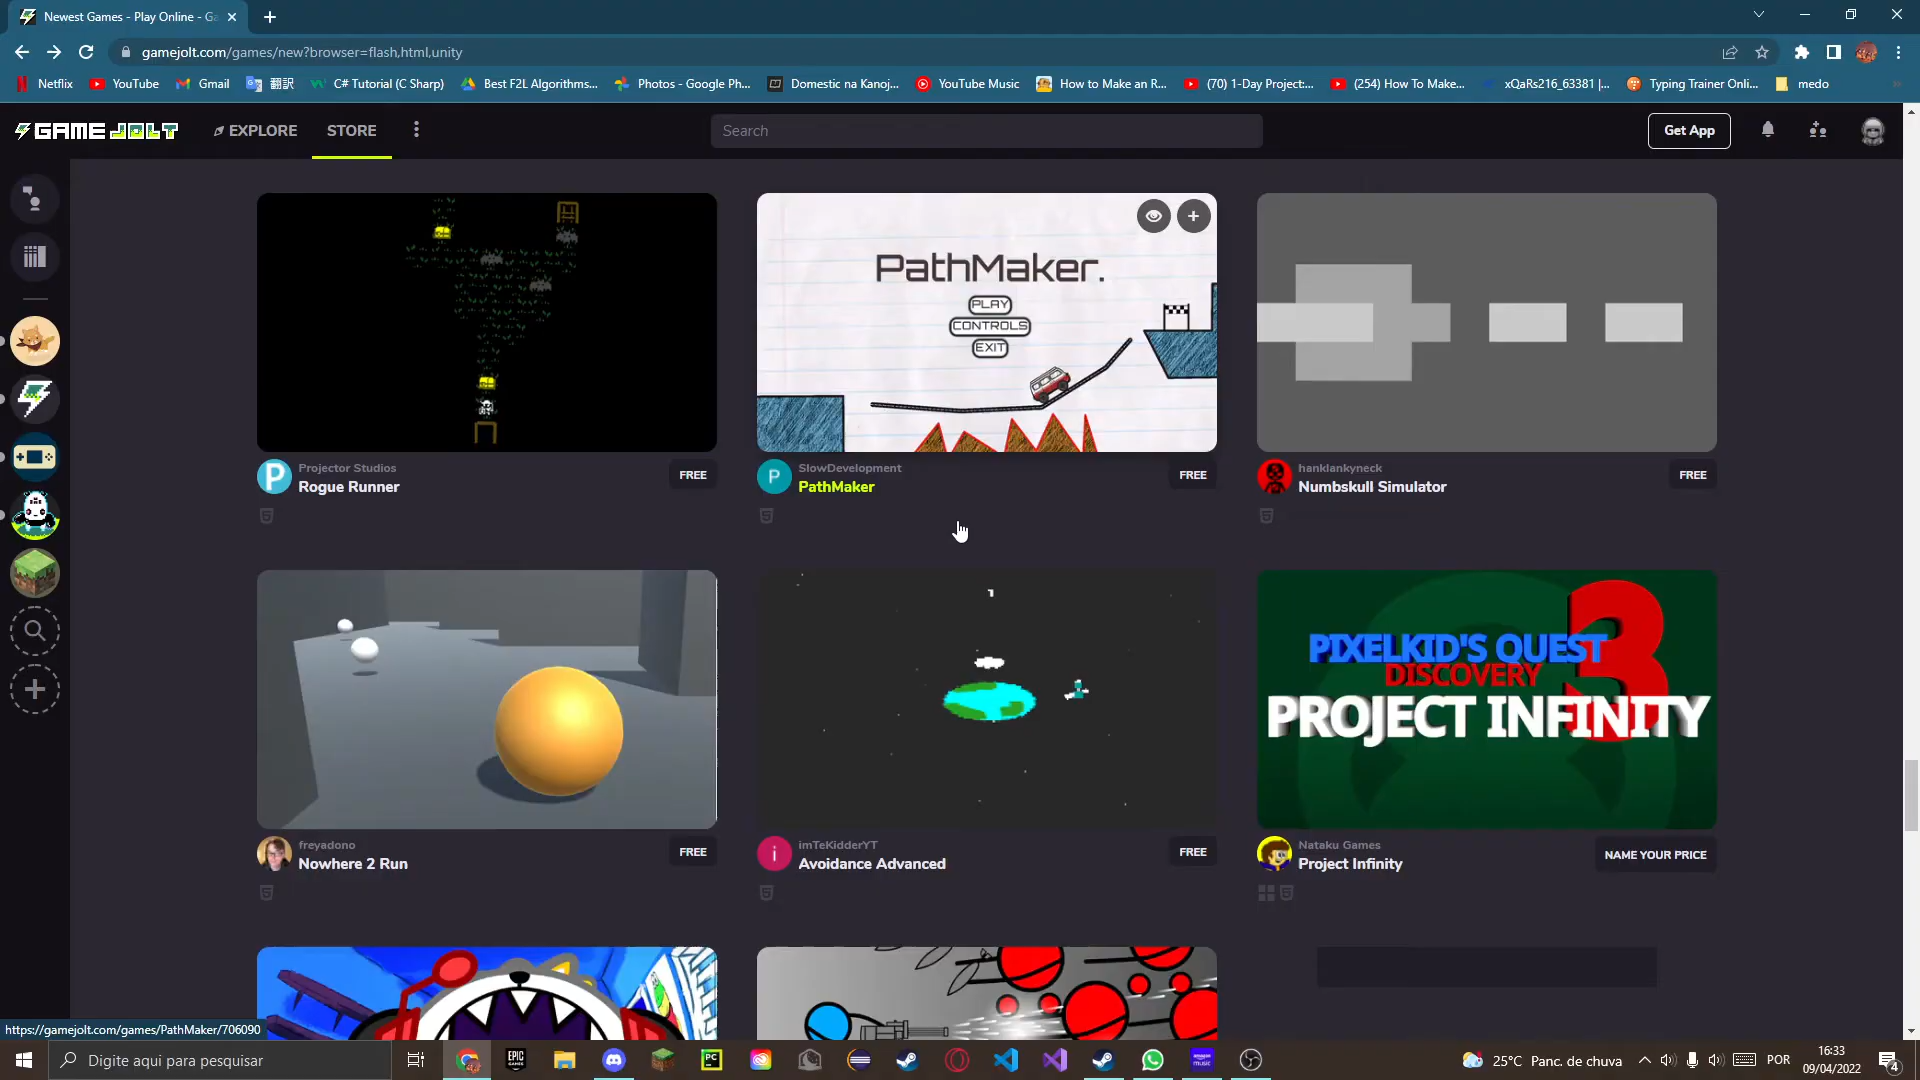 Newest Games - Play Online - Ga
gamejolt.com/games/new?browser=flash,html,unity
Netflix
YouTube
Gmail
翻訳
C# Tutorial (C Sharp)
Best F2L Algorithms...
Photos - Google Ph...
Domestic na Kanoj...
YouTube Music
How to Make an R...
(70) 1-Day Project:...
(254) How To Make...
xQaRs216_63381 |...
Typing Trainer Onli...
medo
GAME JOLT
EXPLORE
STORE
Search
Get App
PathMaker.
PLAY
CONTROLS
EXIT
Projector Studios
Rogue Runner
FREE
SlowDevelopment
PathMaker
FREE
hanklankyneck
Numbskull Simulator
FREE
PIXELKID'S QUEST 3
DISCOVERY
PROJECT INFINITY
freyadono
Nowhere 2 Run
FREE
imTeKidderYT
Avoidance Advanced
FREE
Nataku Games
Project Infinity
NAME YOUR PRICE
https://gamejolt.com/games/PathMaker/706090
Digite aqui para pesquisar
25°C Panc. de chuva
POR
16:33
09/04/2022
4